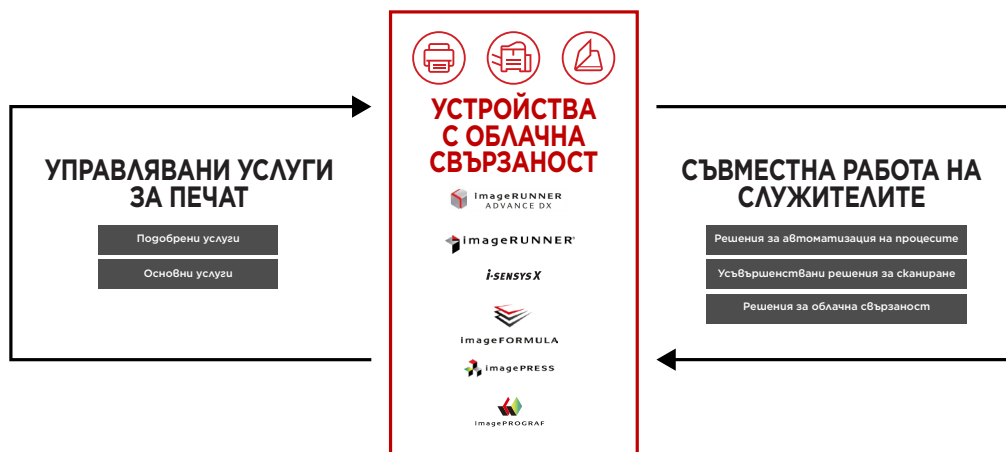 УПРАВЛЯВАНИ УСЛУГИ
ЗА ПЕЧАТ
Подобрени услуги
Основни услуги
УСТРОЙСТВА
С ОБЛАЧНА
СВЪРЗАНОСТ
imageRUNNER
ADVANCE DX
imageRUNNER
i-SENSYS X
imageFORMULA
imagePRESS
imagePROGRAF
СЪВМЕСТНА РАБОТА НА
СЛУЖИТЕЛИТЕ
Решения за автоматизация на процесите
Усъвършенствани решения за сканиране
Решения за облачна свързаност